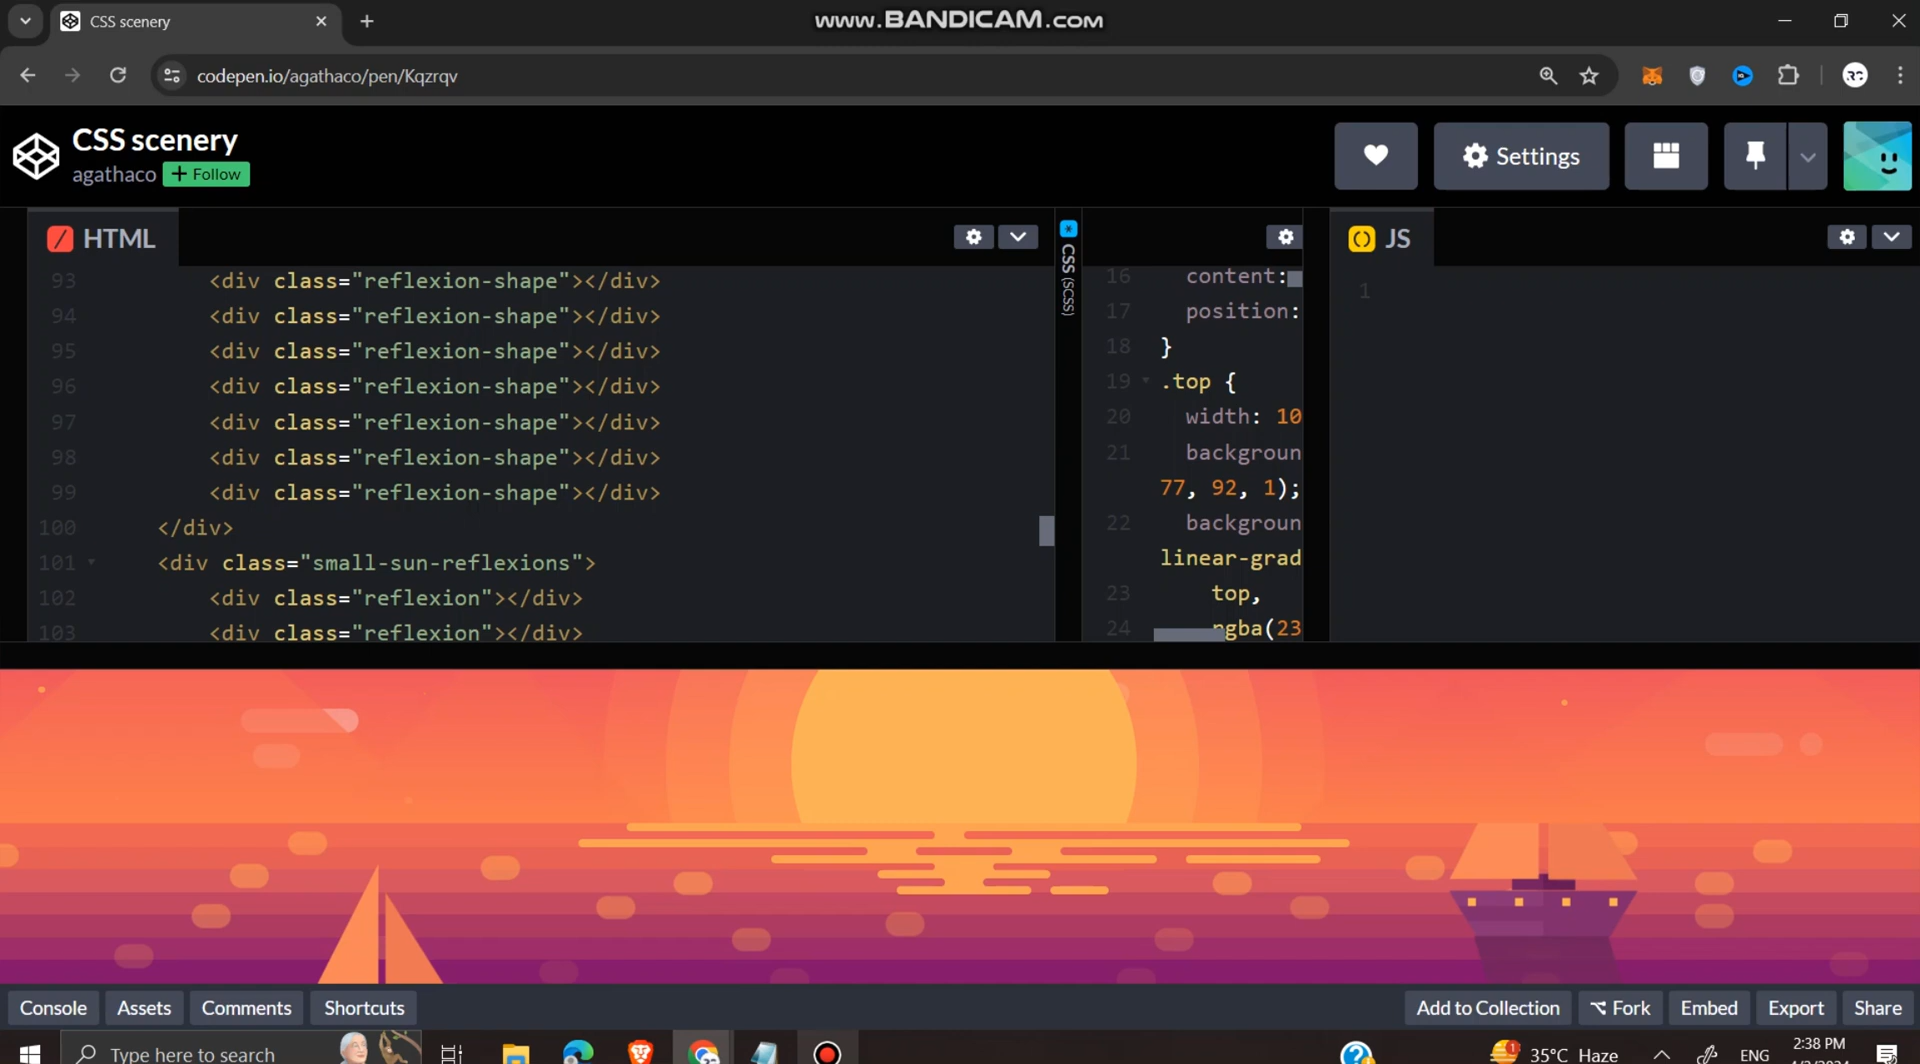 CSS scenery
www.BANDICAM.com
codepen.io/agathaco/pen/Kqzrqv
RC
CSS scenery
agathaco
+ Follow
Settings
HTML
CSS (SCSS)
JS
93 <div class="reflexion-shape"></div>
94 <div class="reflexion-shape"></div>
95 <div class="reflexion-shape"></div>
96 <div class="reflexion-shape"></div>
97 <div class="reflexion-shape"></div>
98 <div class="reflexion-shape"></div>
99 <div class="reflexion-shape"></div>
100 </div>
101 <div class="small-sun-reflexions">
102 <div class="reflexion"></div>
103 <div class="reflexion"></div>
16 content:
17 position:
18 }
19 .top {
20 width: 10
21 backgroun
77, 92, 1);
22 backgroun
linear-grad
23 top,
24 rgba(23
1
Console
Assets
Comments
Shortcuts
Add to Collection
Fork
Embed
Export
Share
Type here to search
1
35°C Haze
ENG
2:38 PM